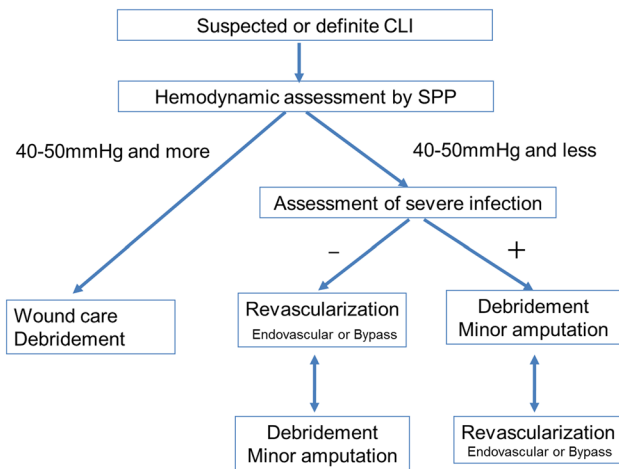 Suspected or definite CLI
Hemodynamic assessment by SPP
40-50mmHg and more
40-50mmHg and less
Assessment of severe infection
−
+
Wound care
Debridement
Revascularization
Endovascular or Bypass
Debridement
Minor amputation
Debridement
Minor amputation
Revascularization
Endovascular or Bypass